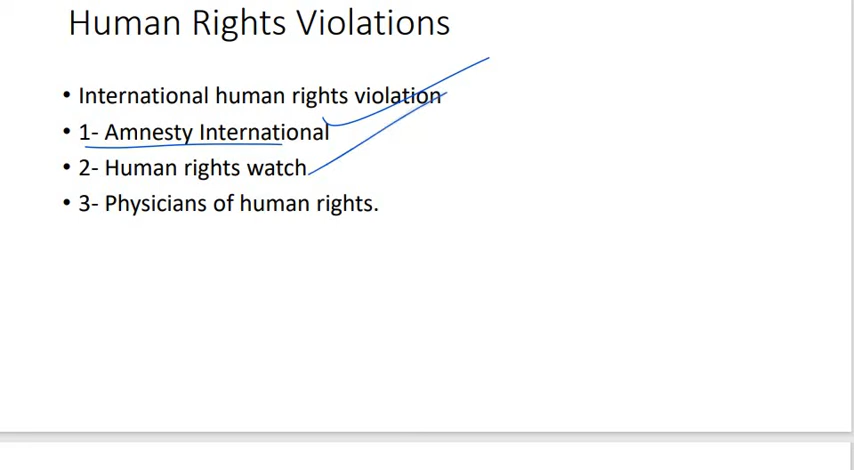 Human Rights Violations
• International human rights violation
• 1- Amnesty International
• 2- Human rights watch
• 3- Physicians of human rights.